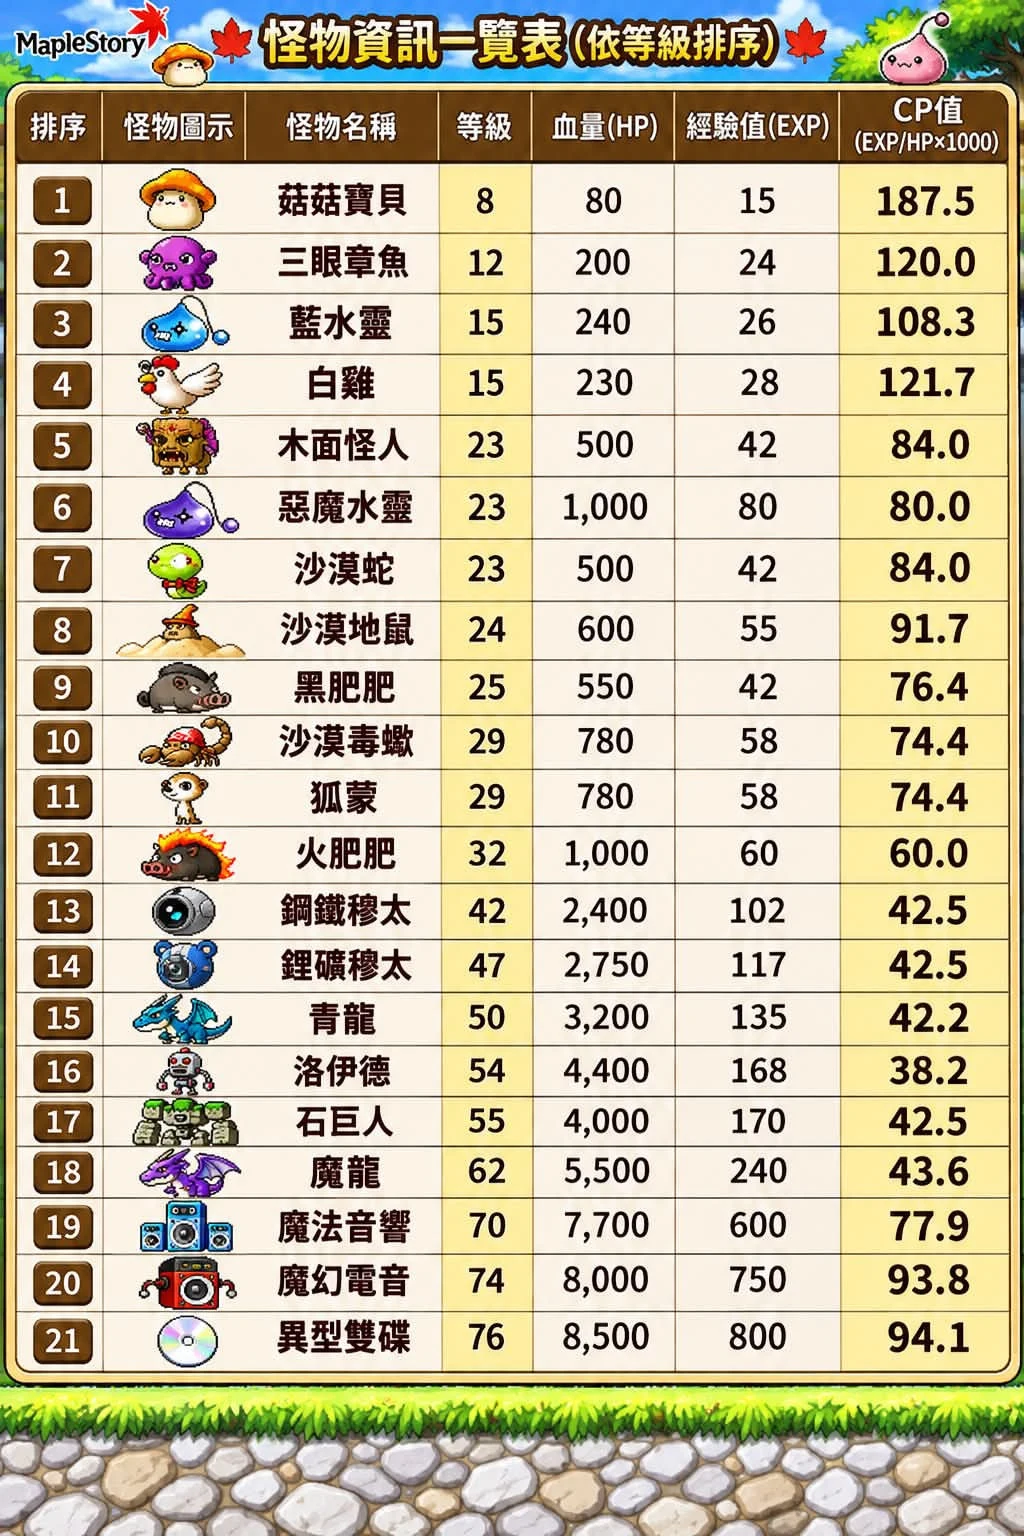 MapleStory
怪物資訊一覽表(依等級排序)
排序 怪物圖示 怪物名稱 等級 血量(HP) 經驗值(EXP) CP值
(EXP/HP×1000)
1 菇菇寶貝 8 80 15 187.5
2 三眼章魚 12 200 24 120.0
3 藍水靈 15 240 26 108.3
4 白雞 15 230 28 121.7
5 木面怪人 23 500 42 84.0
6 惡魔水靈 23 1,000 80 80.0
7 沙漠蛇 23 500 42 84.0
8 沙漠地鼠 24 600 55 91.7
9 黑肥肥 25 550 42 76.4
10 沙漠毒蠍 29 780 58 74.4
11 狐蒙 29 780 58 74.4
12 火肥肥 32 1,000 60 60.0
13 鋼鐵穆太 42 2,400 102 42.5
14 鋰礦穆太 47 2,750 117 42.5
15 青龍 50 3,200 135 42.2
16 洛伊德 54 4,400 168 38.2
17 石巨人 55 4,000 170 42.5
18 魔龍 62 5,500 240 43.6
19 魔法音響 70 7,700 600 77.9
20 魔幻電音 74 8,000 750 93.8
21 異型雙碟 76 8,500 800 94.1